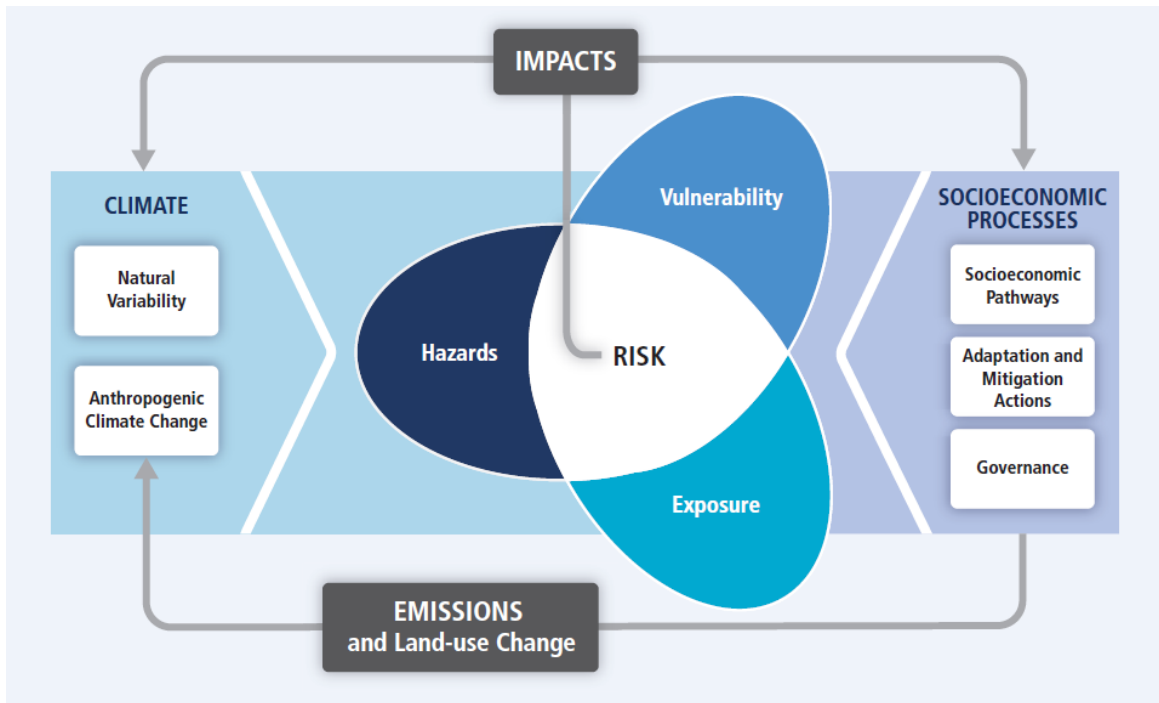 IMPACTS
CLIMATE
Natural
Variability
Anthropogenic
Climate Change
Vulnerability
Hazards
RISK
Exposure
SOCIOECONOMIC
PROCESSES
Socioeconomic
Pathways
Adaptation and
Mitigation
Actions
Governance
EMISSIONS
and Land-use Change